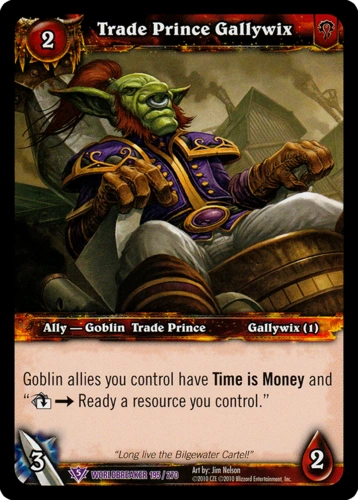 2
Trade Prince Gallywix
Ally — Goblin Trade Prince Gallywix (1)
Goblin allies you control have Time is Money and
“ ➡ Ready a resource you control.”
“Long live the Bilgewater Cartel!”
3
S WORLDBREAKER 195/270
Art by: Jim Nelson
©2010 CZE ©2010 Blizzard Entertainment, Inc.
2